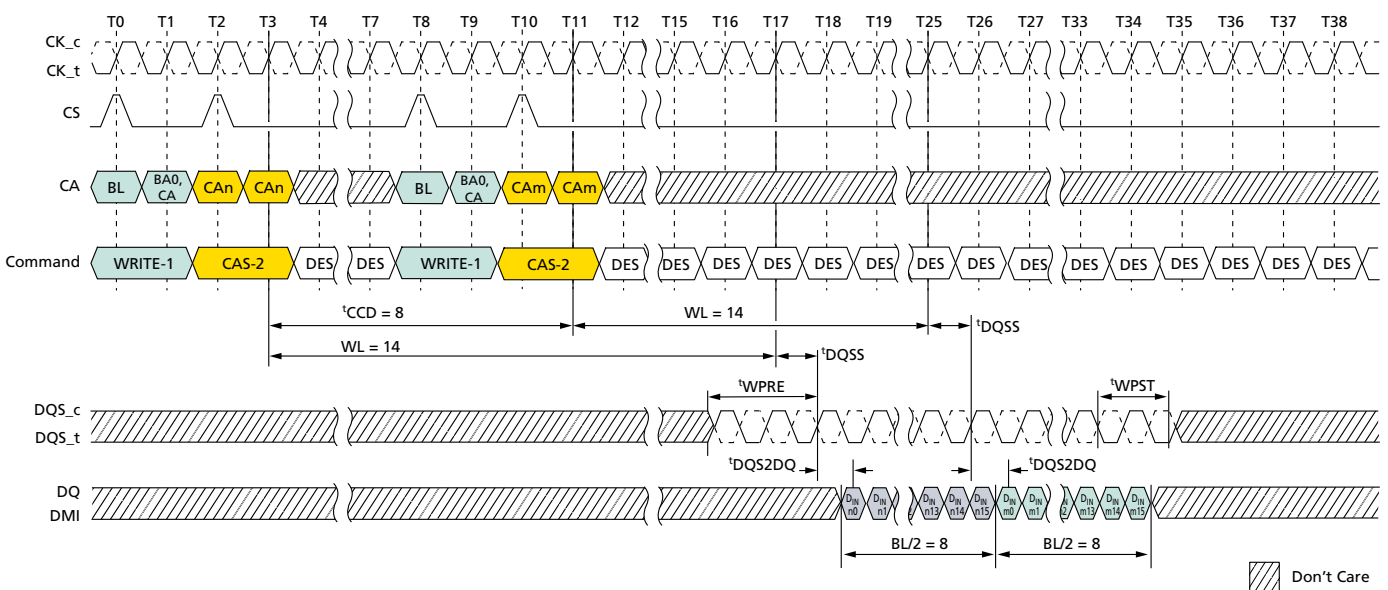 T0 T1 T2 T3 T4 T7 T8 T9 T10 T11 T12 T15 T16 T17 T18 T19 T25 T26 T27 T33 T34 T35 T36 T37 T38
CK_c
CK_t
CS
CA BL BA0, CA CAn CAn BL BA0, CA CAm CAm
Command WRITE-1 CAS-2 DES DES WRITE-1 CAS-2 DES DES DES DES DES DES DES DES DES DES DES DES DES DES DES
tCCD = 8 WL = 14 tDQSS
WL = 14 tDQSS
tWPRE tWPST
DQS_c
DQS_t
tDQS2DQ tDQS2DQ
DQ DIN n0 DIN n1 DIN n13 DIN n14 DIN n15 DIN m0 DIN m1 DIN m13 DIN m14 DIN m15
DMI
BL/2 = 8 BL/2 = 8
Don't Care